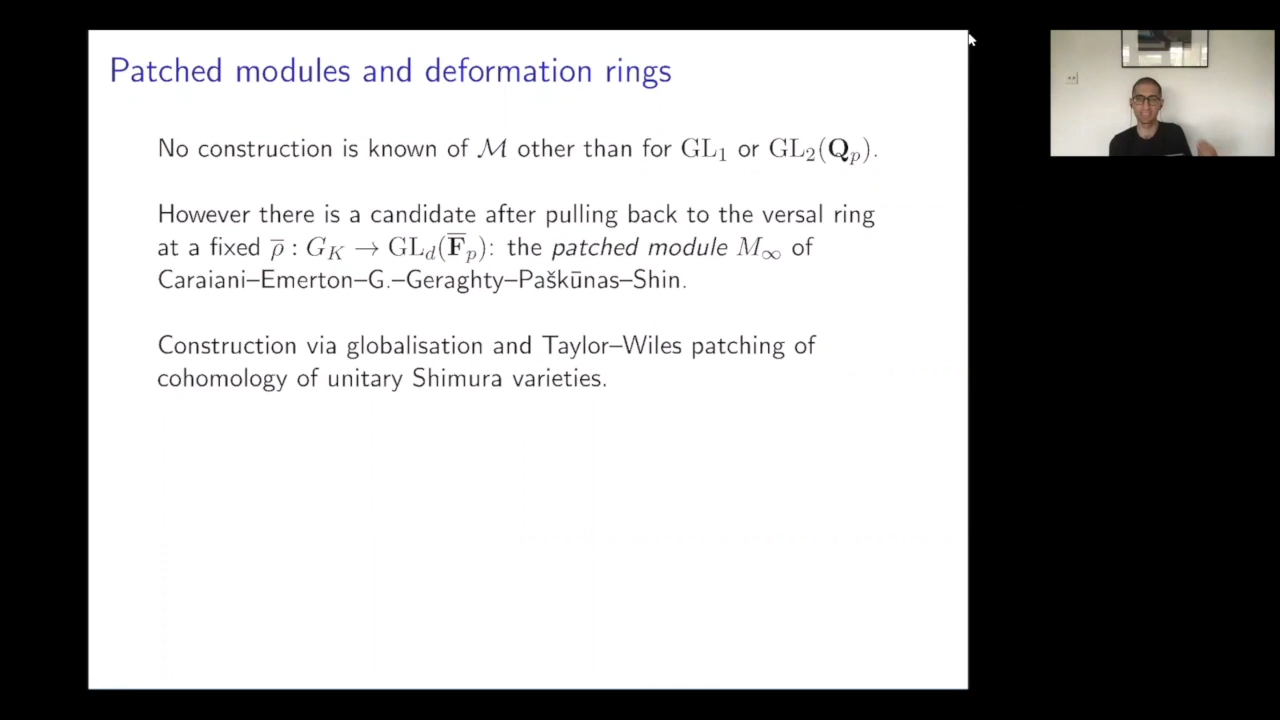 Patched modules and deformation rings
No construction is known of ℳ other than for GL₁ or GL₂(𝐐ₚ).
However there is a candidate after pulling back to the versal ring
at a fixed ρ̅ : G_K → GL_d(𝐅̅ₚ): the patched module M_∞ of
Caraiani–Emerton–G.–Geraghty–Paškūnas–Shin.
Construction via globalisation and Taylor–Wiles patching of
cohomology of unitary Shimura varieties.